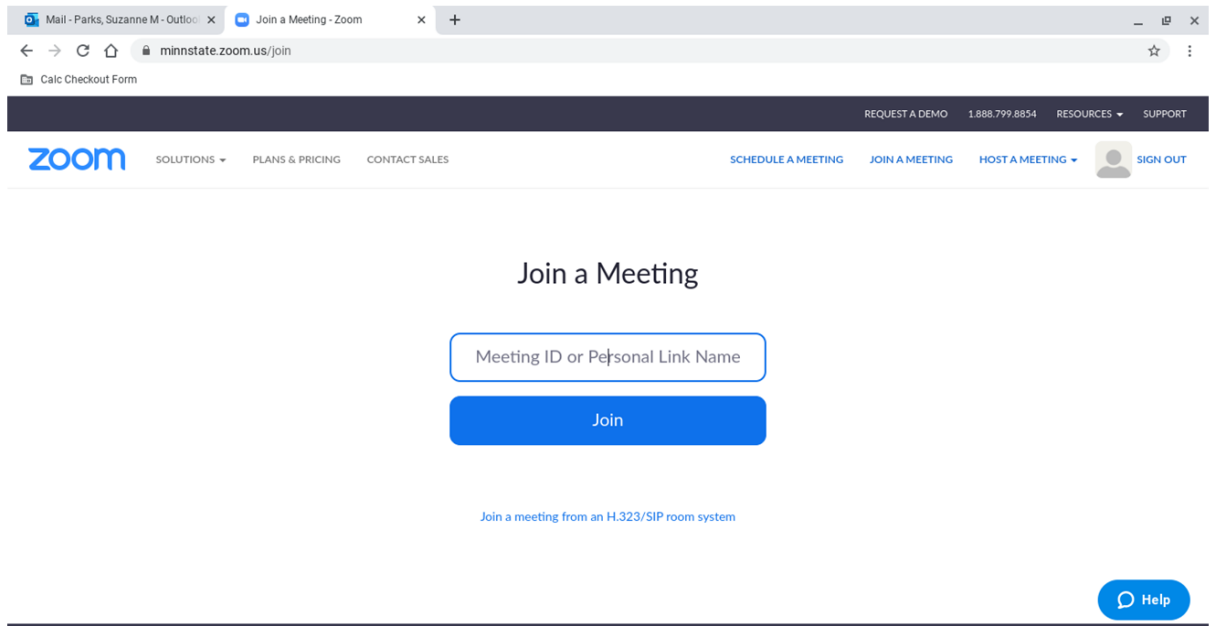 Mail - Parks, Suzanne M - Outloo
Join a Meeting - Zoom
minnstate.zoom.us/join
Calc Checkout Form
REQUEST A DEMO 1.888.799.8854 RESOURCES SUPPORT
zoom SOLUTIONS PLANS & PRICING CONTACT SALES SCHEDULE A MEETING JOIN A MEETING HOST A MEETING SIGN OUT
Join a Meeting
Meeting ID or Personal Link Name
Join
Join a meeting from an H.323/SIP room system
Help